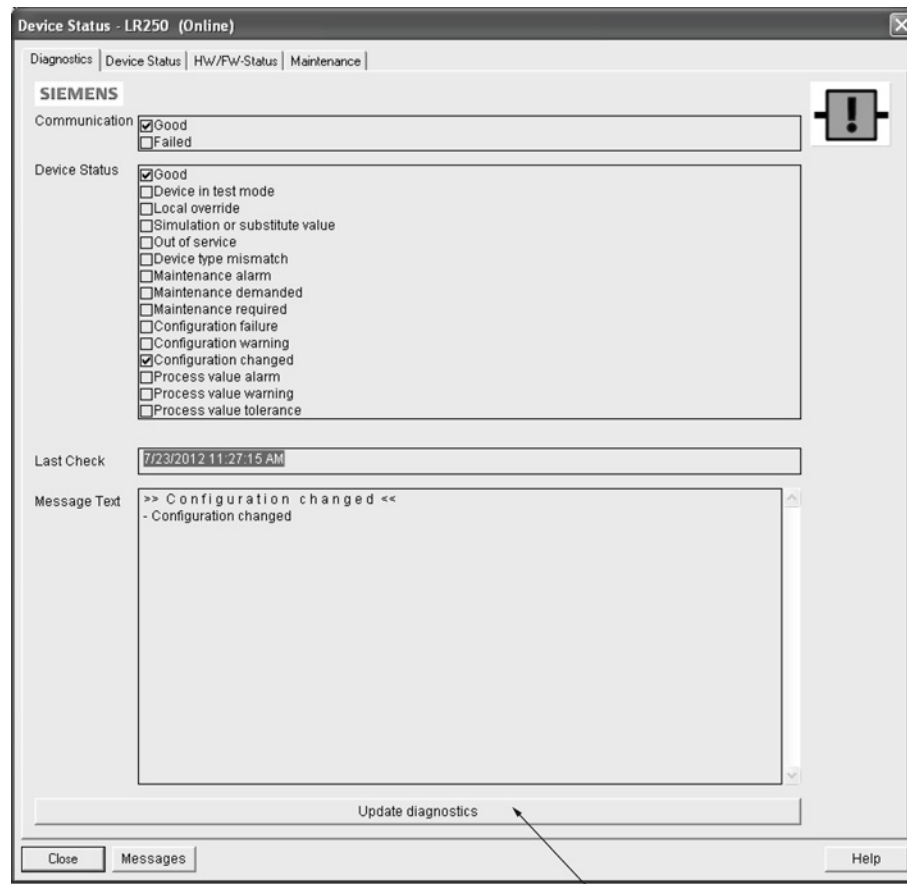 Device Status - LR250 (Online)
Diagnostics Device Status HW/FW-Status Maintenance
SIEMENS
Communication
Good
Failed
Device Status
Good
Device in test mode
Local override
Simulation or substitute value
Out of service
Device type mismatch
Maintenance alarm
Maintenance demanded
Maintenance required
Configuration failure
Configuration warning
Configuration changed
Process value alarm
Process value warning
Process value tolerance
Last Check
7/23/2012 11:27:15 AM
Message Text
>> C o n f i g u r a t i o n  c h a n g e d <<
- Configuration changed
Update diagnostics
Close Messages Help